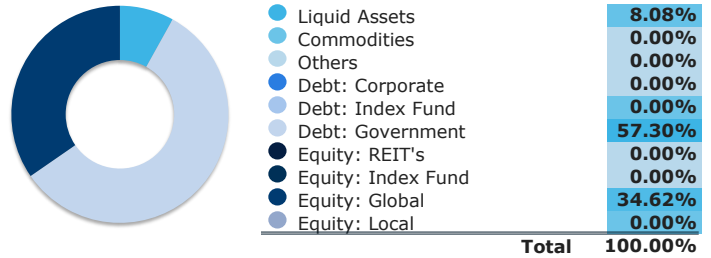 Liquid Assets 8.08%
Commodities 0.00%
Others 0.00%
Debt: Corporate 0.00%
Debt: Index Fund 0.00%
Debt: Government 57.30%
Equity: REIT's 0.00%
Equity: Index Fund 0.00%
Equity: Global 34.62%
Equity: Local 0.00%
Total 100.00%